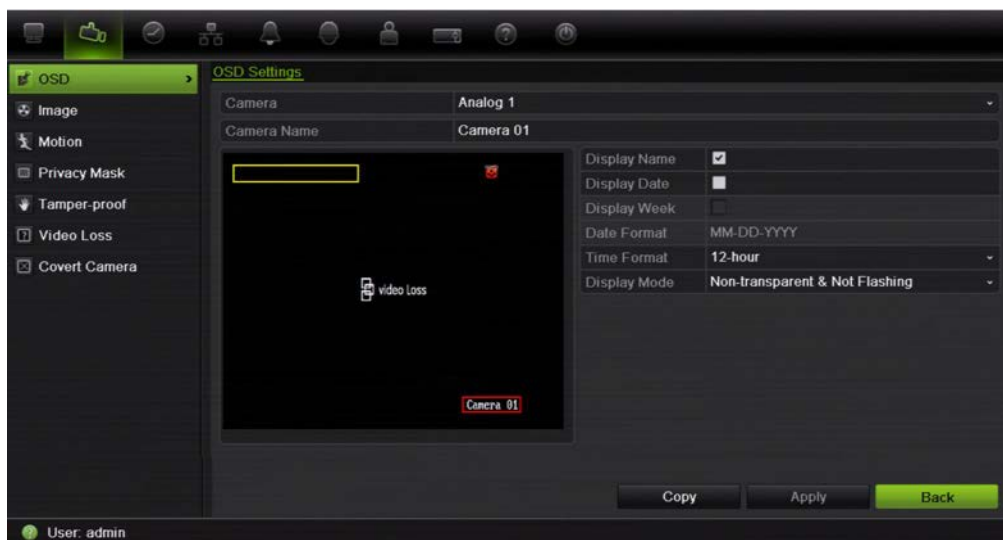 OSD
Image
Motion
Privacy Mask
Tamper-proof
Video Loss
Covert Camera
OSD Settings
Camera Analog 1
Camera Name Camera 01
video Loss
Camera 01
Display Name
Display Date
Display Week
Date Format MM-DD-YYYY
Time Format 12-hour
Display Mode Non-transparent & Not Flashing
Copy Apply Back
User: admin